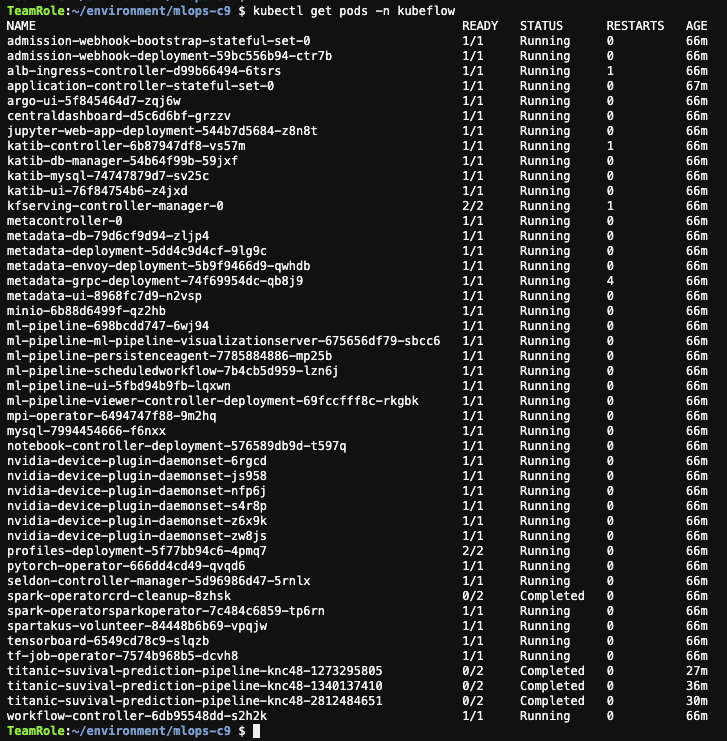 TeamRole:~/environment/mlops-c9 $ kubectl get pods -n kubeflow
NAME READY STATUS RESTARTS AGE
admission-webhook-bootstrap-stateful-set-0 1/1 Running 0 66m
admission-webhook-deployment-59bc556b94-ctr7b 1/1 Running 0 66m
alb-ingress-controller-d99b66494-6tsrs 1/1 Running 1 66m
application-controller-stateful-set-0 1/1 Running 0 67m
argo-ui-5f845464d7-zqj6w 1/1 Running 0 66m
centraldashboard-d5c6d6bf-grzzv 1/1 Running 0 66m
jupyter-web-app-deployment-544b7d5684-z8n8t 1/1 Running 0 66m
katib-controller-6b87947df8-vs57m 1/1 Running 1 66m
katib-db-manager-54b64f99b-59jxf 1/1 Running 0 66m
katib-mysql-74747879d7-sv25c 1/1 Running 0 66m
katib-ui-76f84754b6-z4jxd 1/1 Running 0 66m
kfserving-controller-manager-0 2/2 Running 1 66m
metacontroller-0 1/1 Running 0 66m
metadata-db-79d6cf9d94-zljp4 1/1 Running 0 66m
metadata-deployment-5dd4c9d4cf-9lg9c 1/1 Running 0 66m
metadata-envoy-deployment-5b9f9466d9-qwhdb 1/1 Running 0 66m
metadata-grpc-deployment-74f69954dc-qb8j9 1/1 Running 4 66m
metadata-ui-8968fc7d9-n2vsp 1/1 Running 0 66m
minio-6b88d6499f-qz2hb 1/1 Running 0 66m
ml-pipeline-698bcdd747-6wj94 1/1 Running 0 66m
ml-pipeline-ml-pipeline-visualizationserver-675656df79-sbcc6 1/1 Running 0 66m
ml-pipeline-persistenceagent-7785884886-mp25b 1/1 Running 0 66m
ml-pipeline-scheduledworkflow-7b4cb5d959-lzn6j 1/1 Running 0 66m
ml-pipeline-ui-5fbd94b9fb-lqxwn 1/1 Running 0 66m
ml-pipeline-viewer-controller-deployment-69fccfff8c-rkgbk 1/1 Running 0 66m
mpi-operator-6494747f88-9m2hq 1/1 Running 0 66m
mysql-7994454666-f6nxx 1/1 Running 0 66m
notebook-controller-deployment-576589db9d-t597q 1/1 Running 0 66m
nvidia-device-plugin-daemonset-6rgcd 1/1 Running 0 66m
nvidia-device-plugin-daemonset-js958 1/1 Running 0 66m
nvidia-device-plugin-daemonset-nfp6j 1/1 Running 0 66m
nvidia-device-plugin-daemonset-s4r8p 1/1 Running 0 66m
nvidia-device-plugin-daemonset-z6x9k 1/1 Running 0 66m
nvidia-device-plugin-daemonset-zw8js 1/1 Running 0 66m
profiles-deployment-5f77bb94c6-4pmq7 2/2 Running 0 66m
pytorch-operator-666dd4cd49-qvqd6 1/1 Running 0 66m
seldon-controller-manager-5d96986d47-5rnlx 1/1 Running 0 66m
spark-operatorcrd-cleanup-8zhsk 0/2 Completed 0 66m
spark-operatorsparkoperator-7c484c6859-tp6rn 1/1 Running 0 66m
spartakus-volunteer-84448b6b69-vpqjw 1/1 Running 0 66m
tensorboard-6549cd78c9-slqzb 1/1 Running 0 66m
tf-job-operator-7574b968b5-dcvh8 1/1 Running 0 66m
titanic-suvival-prediction-pipeline-knc48-1273295805 0/2 Completed 0 27m
titanic-suvival-prediction-pipeline-knc48-1340137410 0/2 Completed 0 36m
titanic-suvival-prediction-pipeline-knc48-2812484651 0/2 Completed 0 30m
workflow-controller-6db95548dd-s2h2k 1/1 Running 0 66m
TeamRole:~/environment/mlops-c9 $